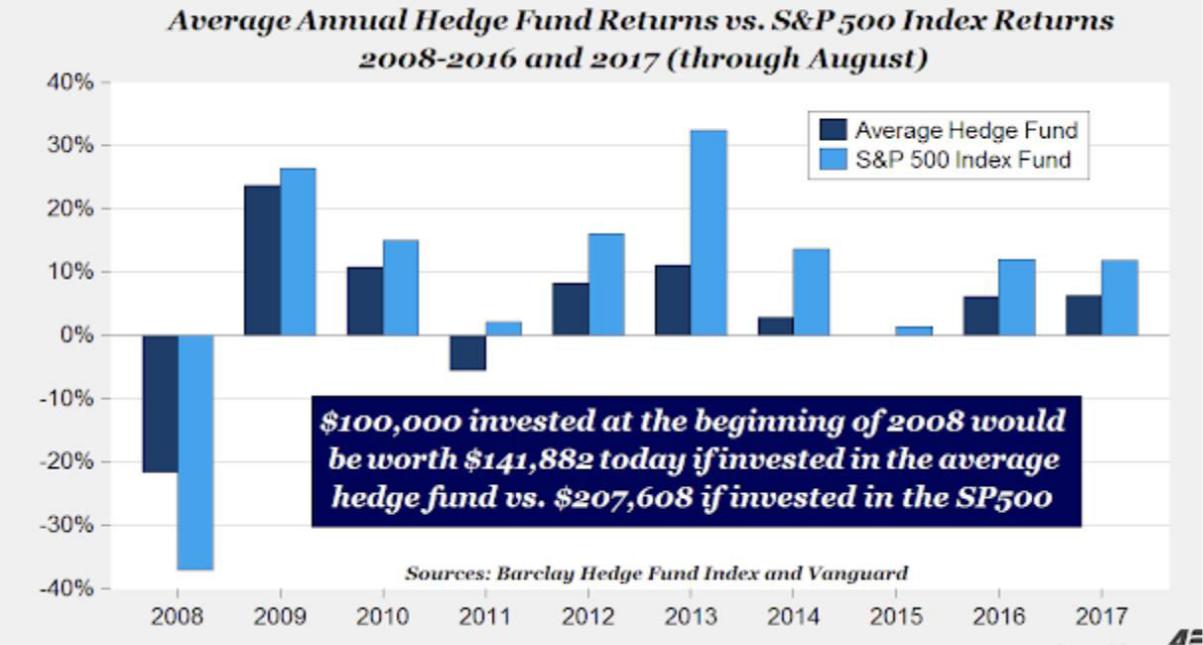 Average Annual Hedge Fund Returns vs. S&P 500 Index Returns
2008-2016 and 2017 (through August)
40%
30%
20%
10%
0%
-10%
-20%
-30%
-40%
Average Hedge Fund
S&P 500 Index Fund
$100,000 invested at the beginning of 2008 would
be worth $141,882 today if invested in the average
hedge fund vs. $207,608 if invested in the SP500
Sources: Barclay Hedge Fund Index and Vanguard
2008 2009 2010 2011 2012 2013 2014 2015 2016 2017